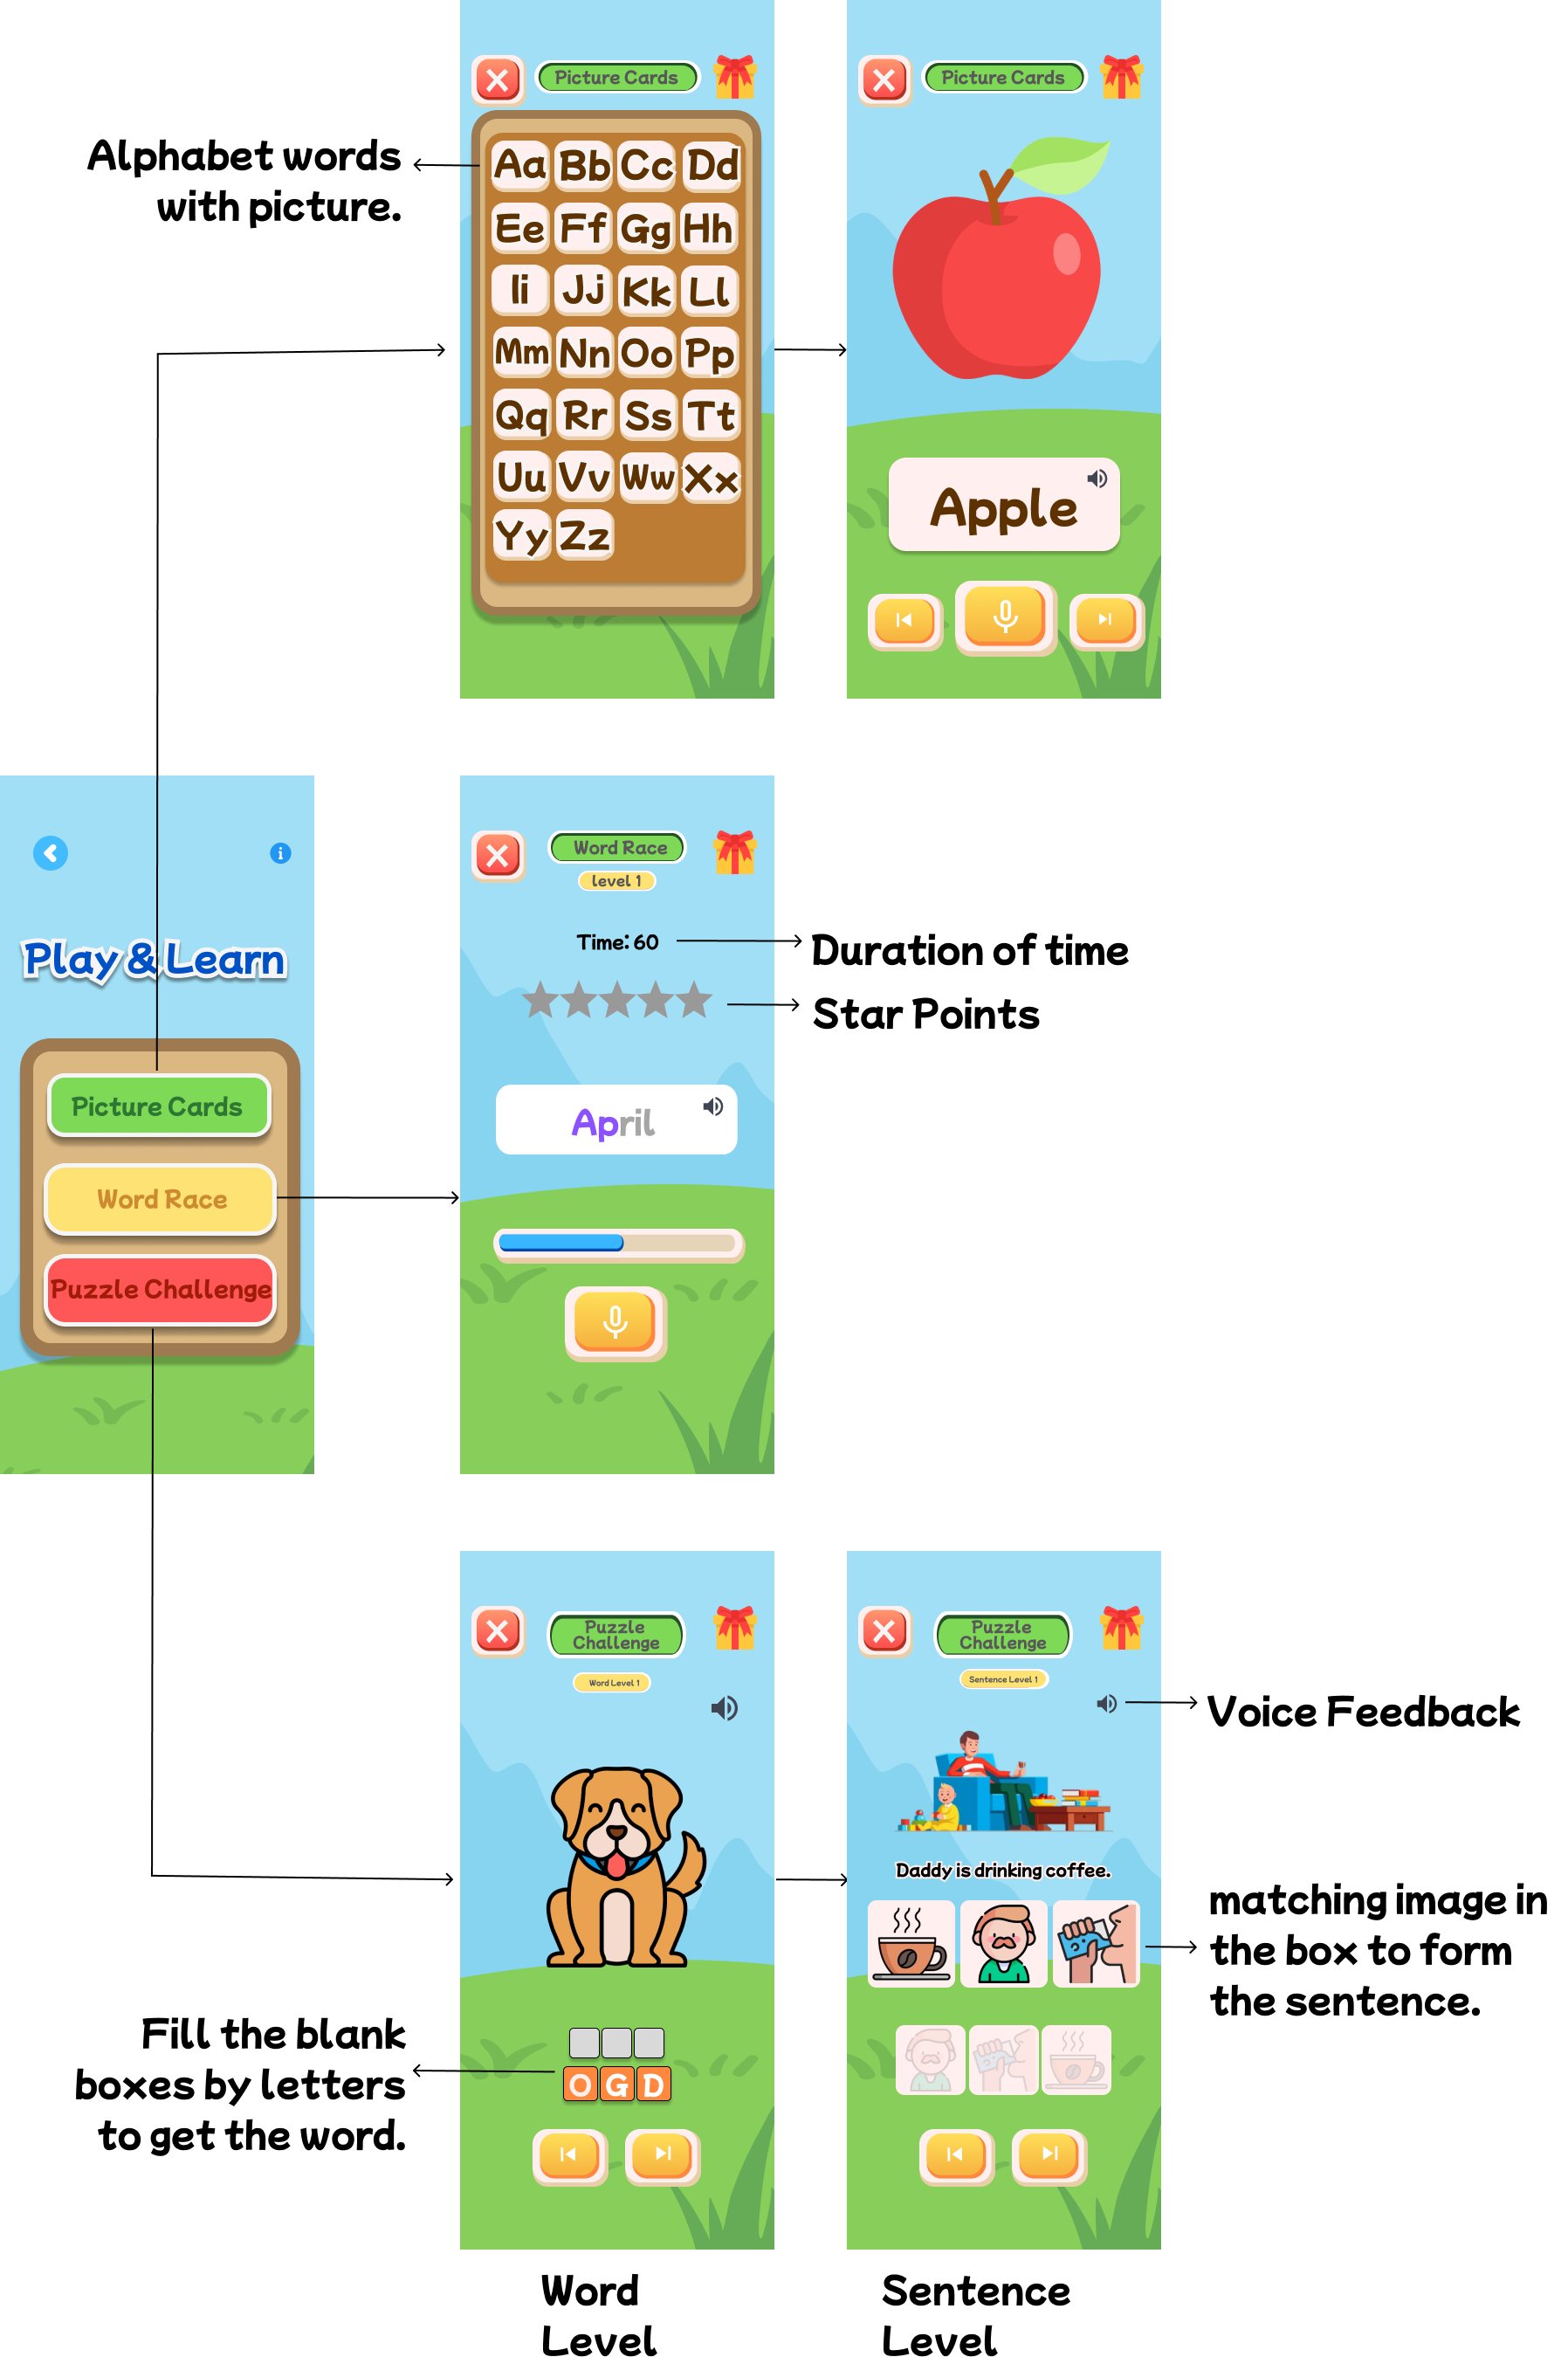 Picture Cards
Picture Cards
Alphabet words
with picture.
Aa Bb Cc Dd
Ee Ff Gg Hh
Ii Jj Kk Ll
Mm Nn Oo Pp
Qq Rr Ss Tt
Uu Vv Ww Xx
Yy Zz
Apple
Play & Learn
Picture Cards
Word Race
Puzzle Challenge
Word Race
level 1
Time: 60
Duration of time
Star Points
April
Puzzle
Challenge
Word Level 1
Puzzle
Challenge
Sentence Level 1
Voice Feedback
Daddy is drinking coffee.
matching image in
the box to form
the sentence.
Fill the blank
boxes by letters
to get the word.
O G D
Word
Level
Sentence
Level